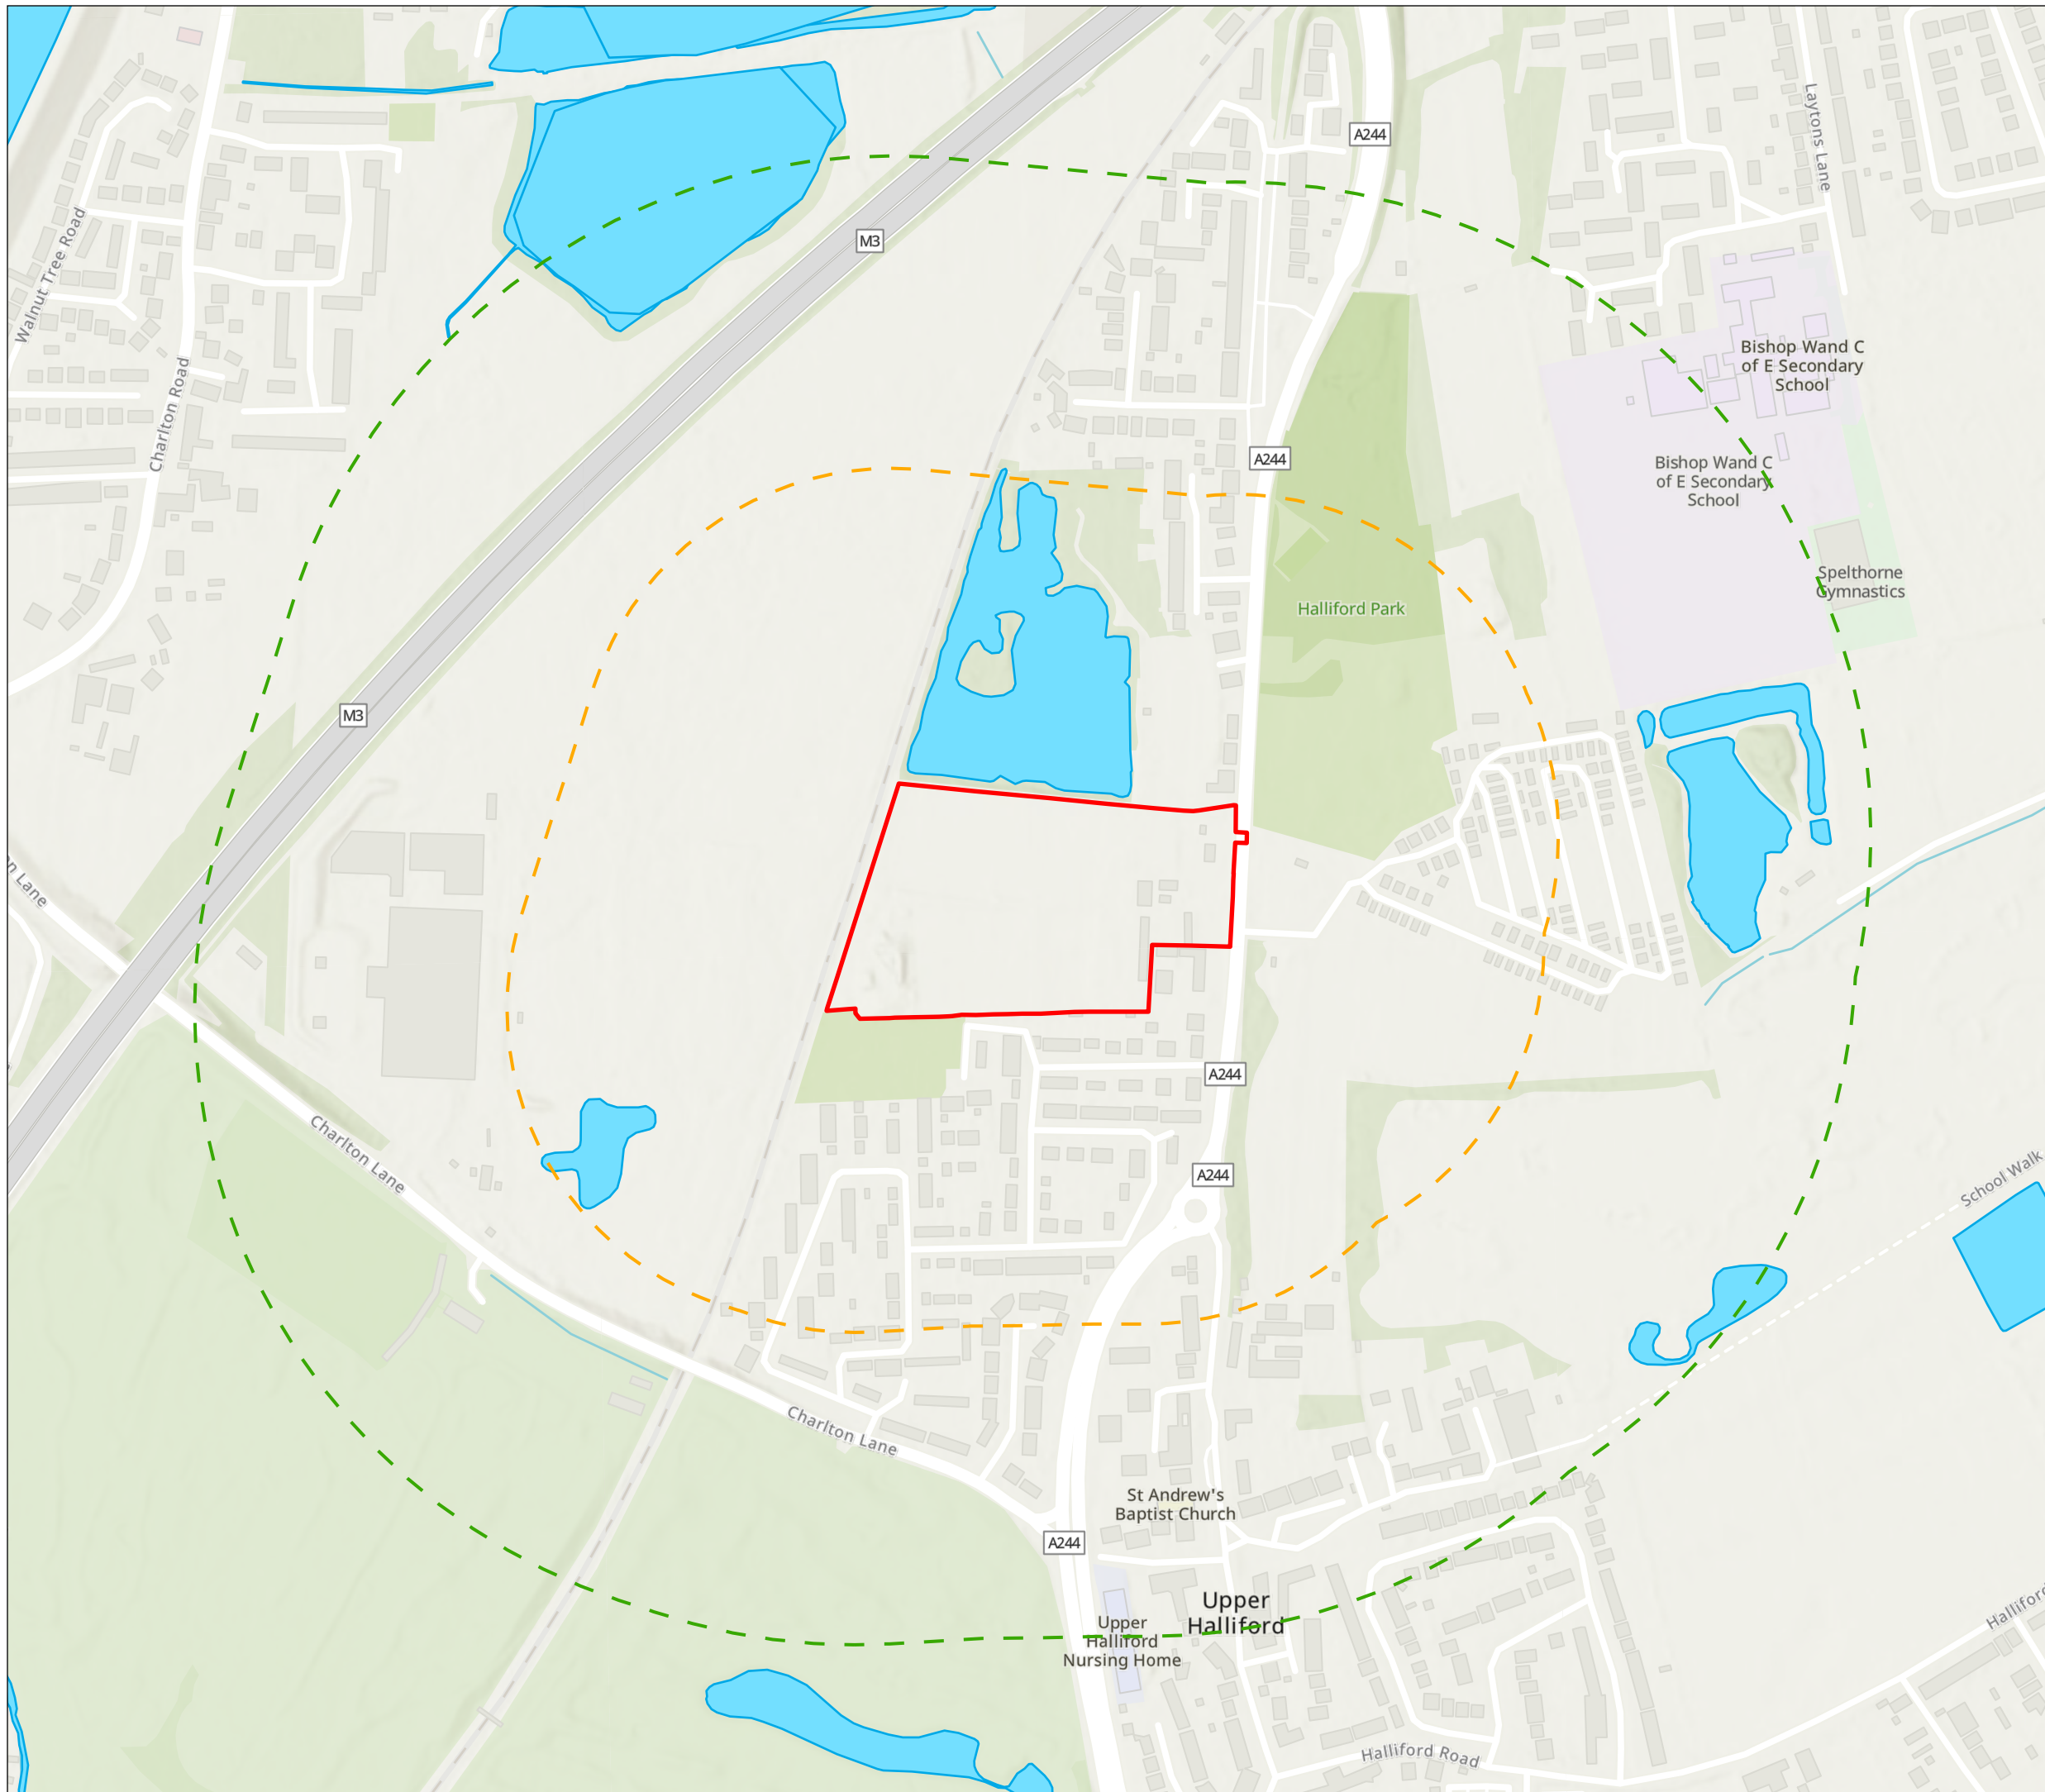 A244
Laytons Lane
Walnut Tree Road
M3
Bishop Wand C
of E Secondary
School
Charlton Road
A244
Bishop Wand C
of E Secondary
School
Spelthorne
Gymnastics
Halliford Park
M3
on Lane
A244
Charlton Lane
A244
School Walk
Charlton Lane
St Andrew's
Baptist Church
A244
Upper
Halliford
Upper
Halliford
Nursing Home
Halliford
Halliford Road